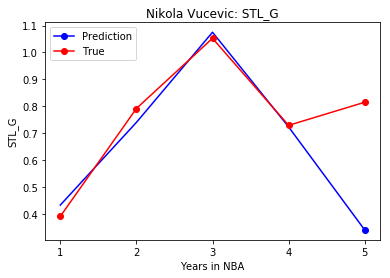 Nikola Vucevic: STL_G
Prediction
True
1.1
1.0
0.9
0.8
0.7
0.6
0.5
0.4
STL_G
1 2 3 4 5
Years in NBA